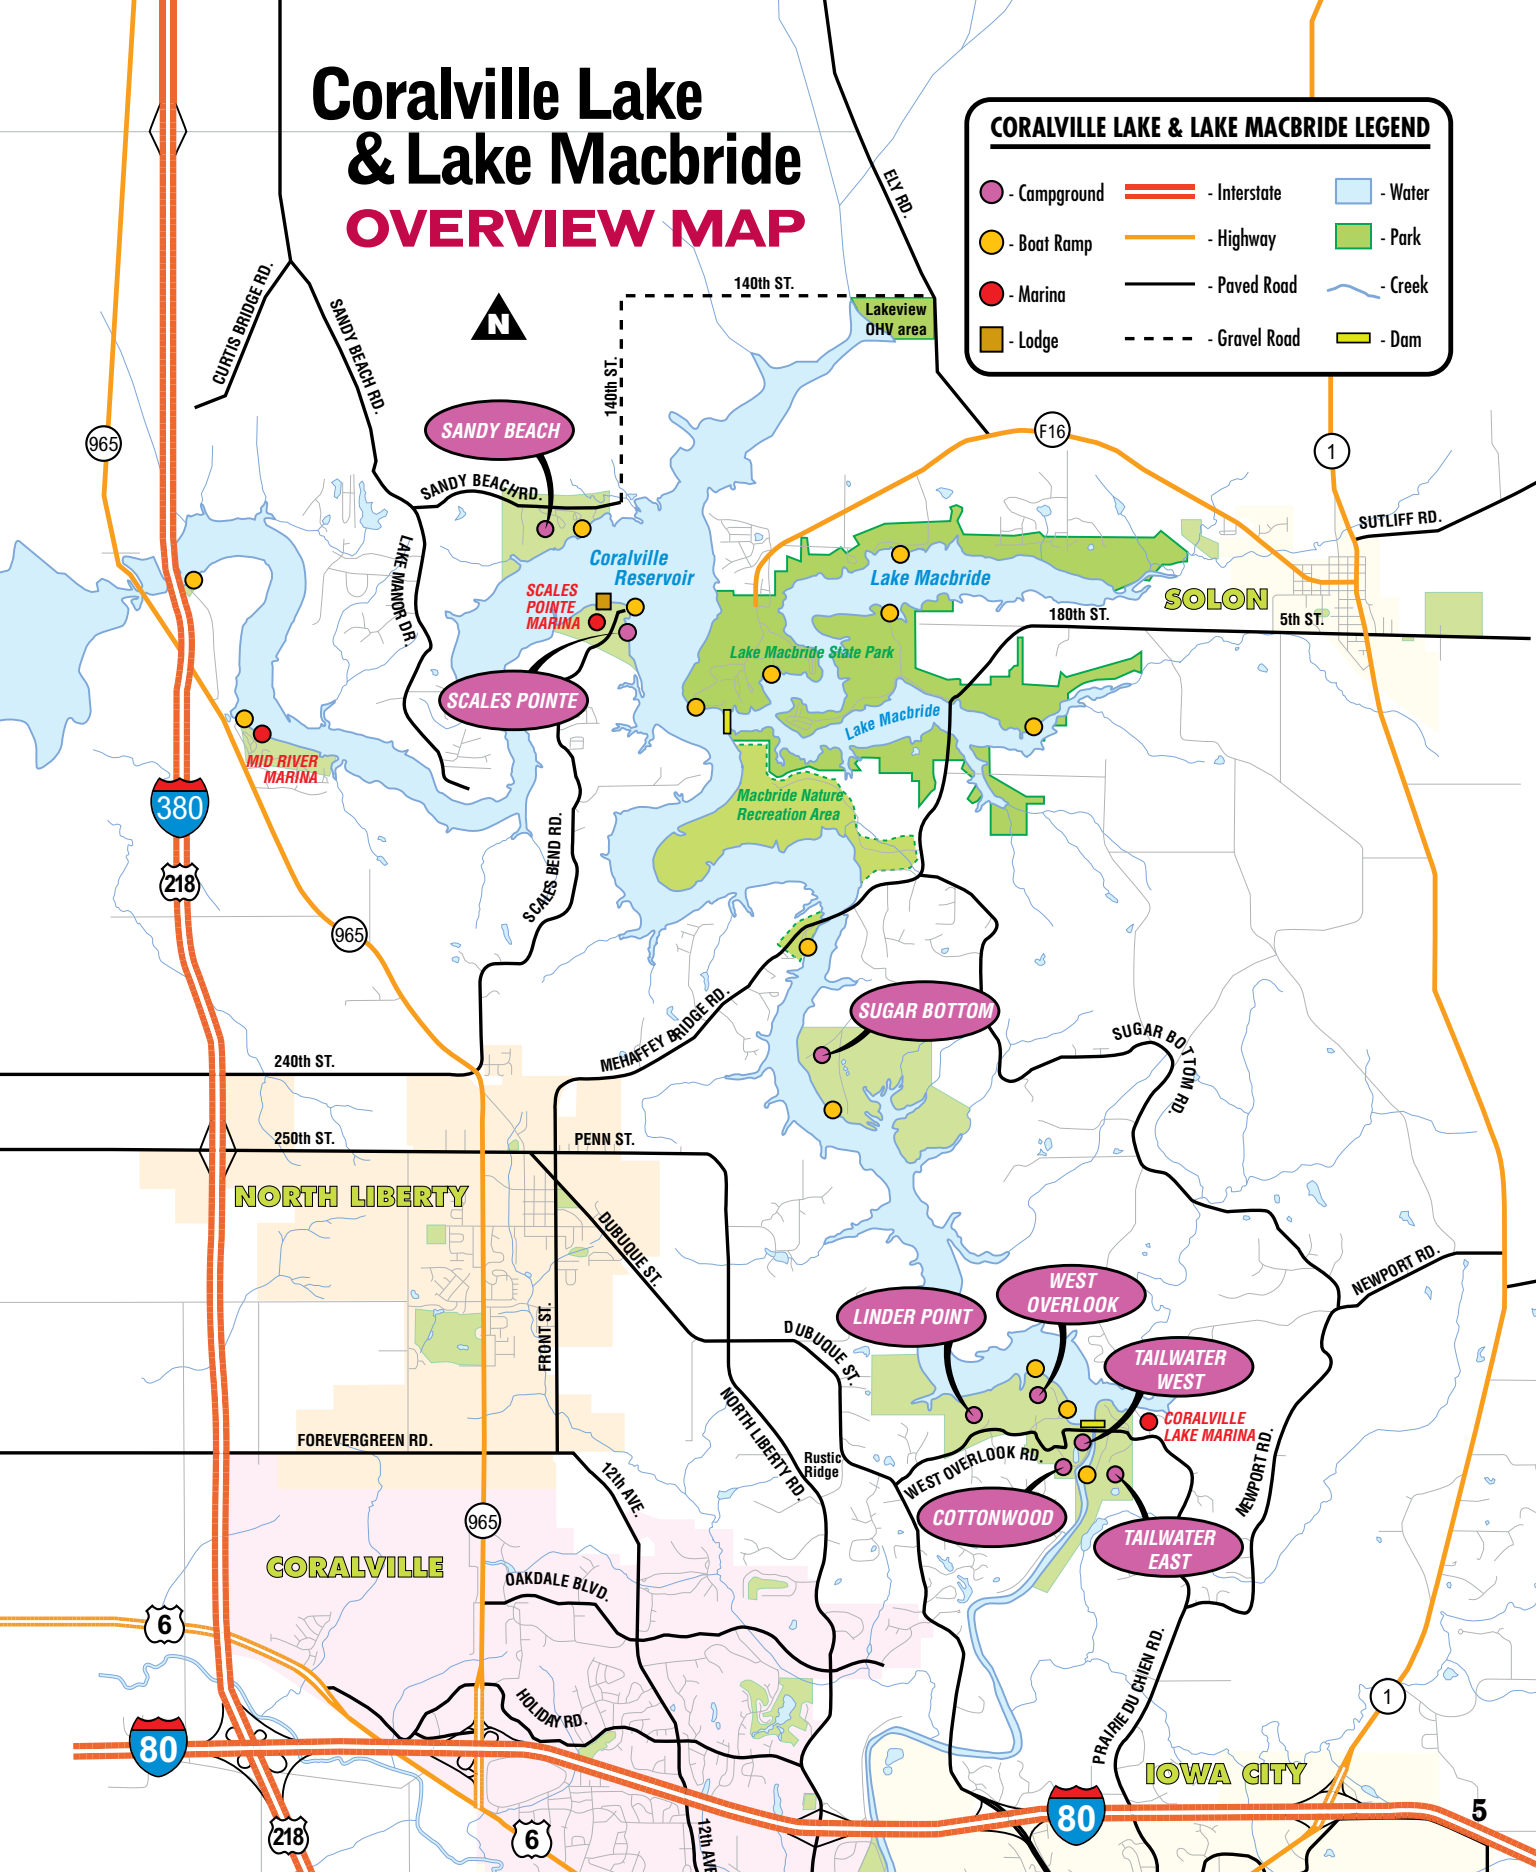 Coralville Lake
& Lake Macbride
OVERVIEW MAP
CORALVILLE LAKE & LAKE MACBRIDE LEGEND
- Campground
- Boat Ramp
- Marina
- Lodge
- Interstate
- Highway
- Paved Road
- Gravel Road
- Water
- Park
- Creek
- Dam
ELY RD.
140th ST.
Lakeview
OHV area
N
CURTIS BRIDGE RD.
SANDY BEACH RD.
140th ST.
SANDY BEACH
965
F16
1
SANDY BEACH RD.
SUTLIFF RD.
LAKE MANOR DR.
Coralville
Reservoir
Lake Macbride
SCALES
POINTE
MARINA
SOLON
180th ST.
5th ST.
Lake Macbride State Park
SCALES POINTE
Lake Macbride
MID RIVER
MARINA
380
218
Macbride Nature
Recreation Area
SCALES BEND RD.
965
SUGAR BOTTOM
MEHAFFEY BRIDGE RD.
SUGAR BOTTOM RD.
240th ST.
250th ST.
PENN ST.
NORTH LIBERTY
DUBUQUE ST.
NEWPORT RD.
WEST
OVERLOOK
LINDER POINT
FRONT ST.
DUBUQUE ST.
TAILWATER
WEST
NORTH LIBERTY RD.
CORALVILLE
LAKE MARINA
FOREVERGREEN RD.
Rustic
Ridge
WEST OVERLOOK RD.
NEWPORT RD.
12th AVE.
COTTONWOOD
965
TAILWATER
EAST
CORALVILLE
OAKDALE BLVD.
6
PRAIRIE DU CHIEN RD.
HOLIDAY RD.
1
80
IOWA CITY
80
5
218
6
12th AVE